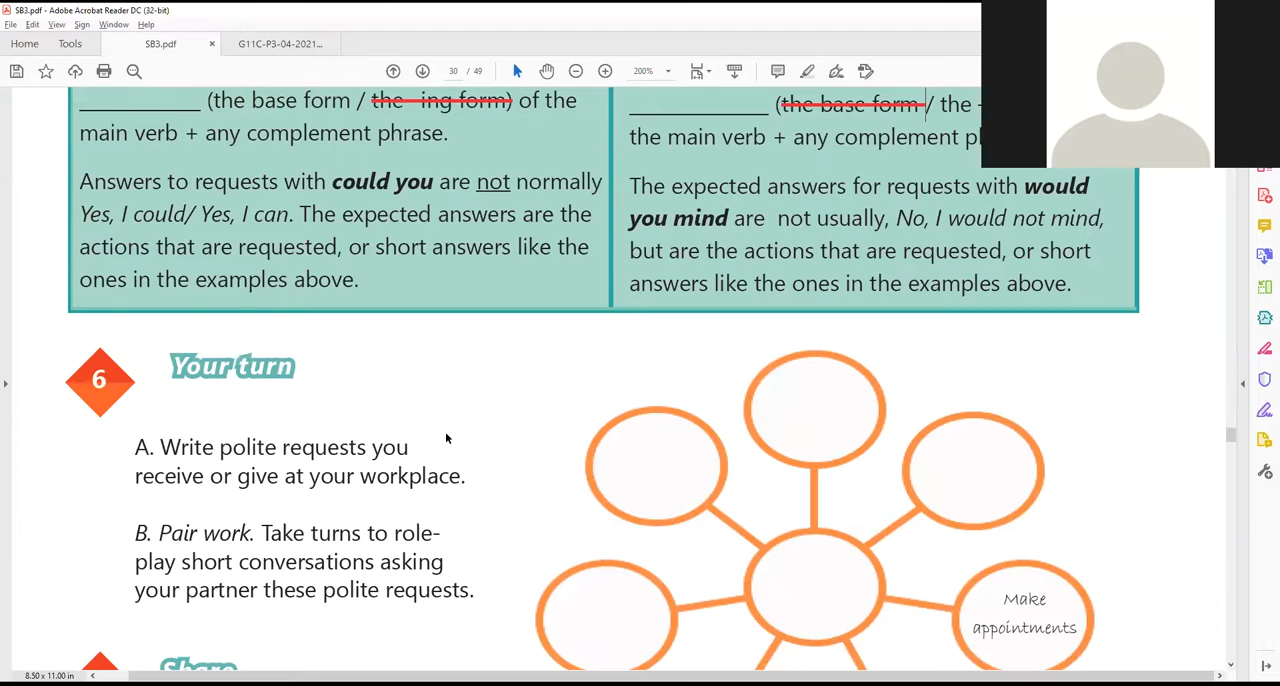 SB3.pdf - Adobe Acrobat Reader DC (32-bit)
File Edit View Sign Window Help
Home Tools SB3.pdf × G11C-P3-04-2021...
30 / 49 200%
__________ (the base form / the -ing form) of the
main verb + any complement phrase.
Answers to requests with could you are not normally
Yes, I could/ Yes, I can. The expected answers are the
actions that are requested, or short answers like the
ones in the examples above.
__________ (the base form / the -
the main verb + any complement
The expected answers for requests with would
you mind are not usually, No, I would not mind,
but are the actions that are requested, or short
answers like the ones in the examples above.
6 Your turn
A. Write polite requests you
receive or give at your workplace.
B. Pair work. Take turns to role-
play short conversations asking
your partner these polite requests.
Make
appointments
Share
8.50 x 11.00 in